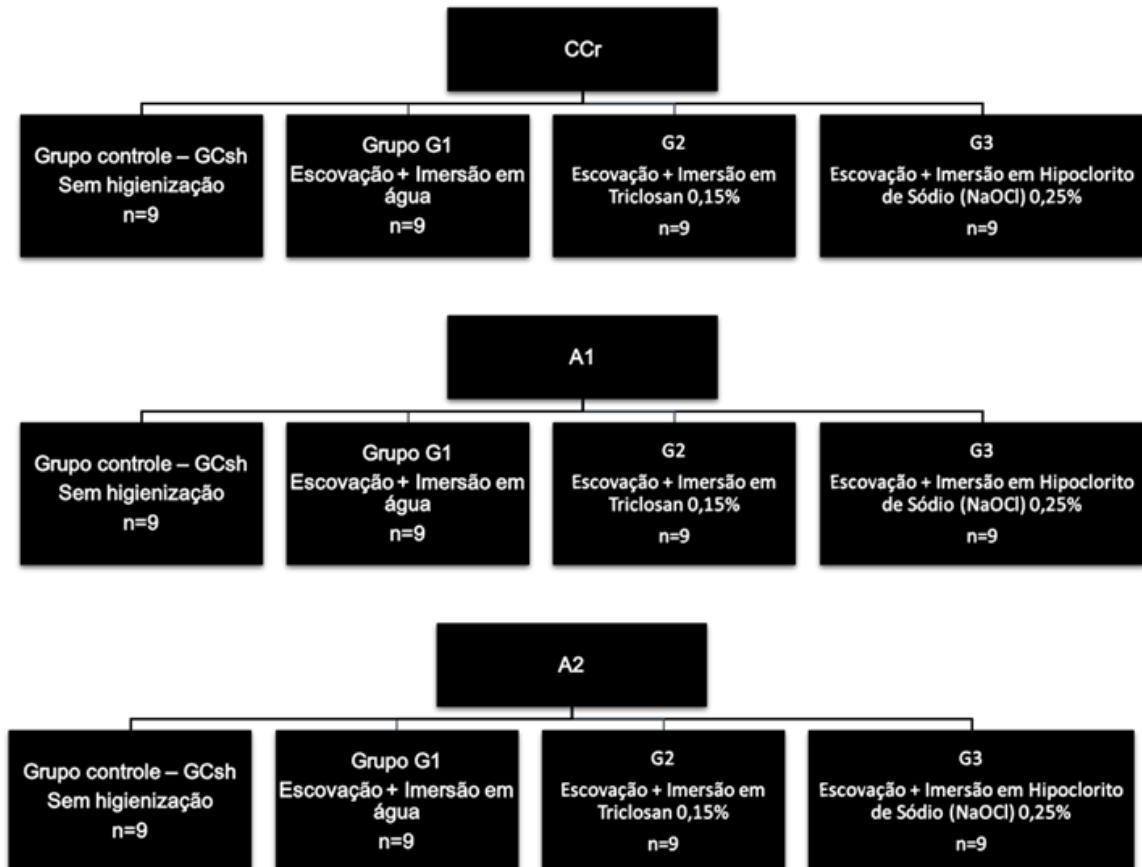 CCr
Grupo controle – GCsh
Sem higienização
n=9
Grupo G1
Escovação + Imersão em
água
n=9
G2
Escovação + Imersão em
Triclosan 0,15%
n=9
G3
Escovação + Imersão em Hipoclorito
de Sódio (NaOCl) 0,25%
n=9
A1
Grupo controle – GCsh
Sem higienização
n=9
Grupo G1
Escovação + Imersão em
água
n=9
G2
Escovação + Imersão em
Triclosan 0,15%
n=9
G3
Escovação + Imersão em Hipoclorito
de Sódio (NaOCl) 0,25%
n=9
A2
Grupo controle – GCsh
Sem higienização
n=9
Grupo G1
Escovação + Imersão em
água
n=9
G2
Escovação + Imersão em
Triclosan 0,15%
n=9
G3
Escovação + Imersão em Hipoclorito
de Sódio (NaOCl) 0,25%
n=9